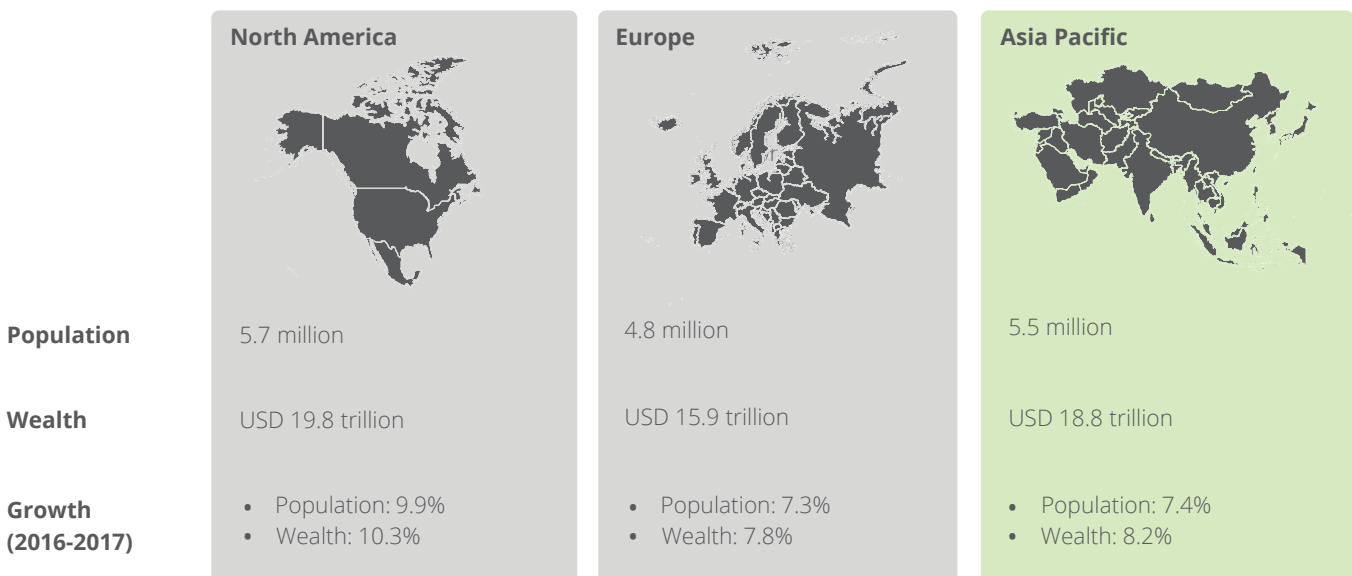 North America
Europe
Asia Pacific
Population
5.7 million
4.8 million
5.5 million
Wealth
USD 19.8 trillion
USD 15.9 trillion
USD 18.8 trillion
Growth
(2016-2017)
• Population: 9.9%
• Wealth: 10.3%
• Population: 7.3%
• Wealth: 7.8%
• Population: 7.4%
• Wealth: 8.2%